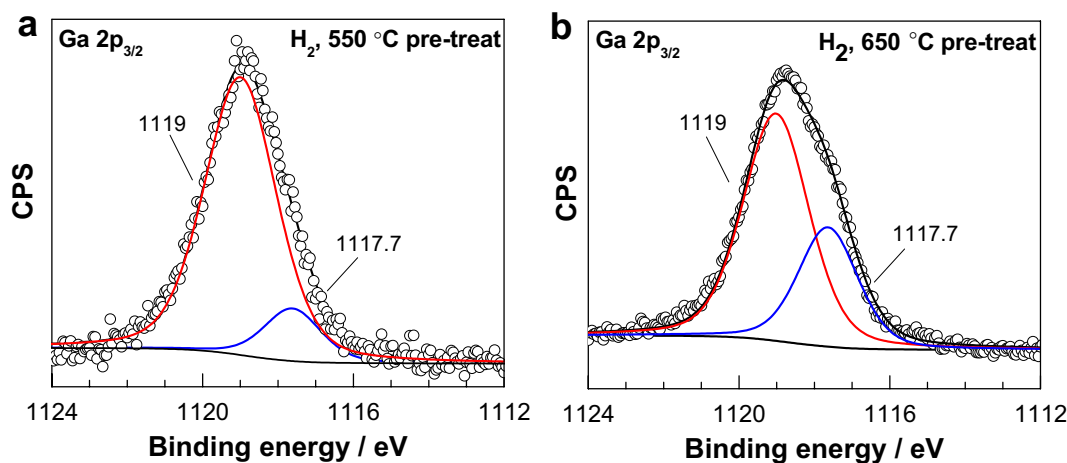 a
Ga 2p3/2
H2, 550 °C pre-treat
1119
1117.7
CPS
1124
1120
1116
1112
Binding energy / eV
b
Ga 2p3/2
H2, 650 °C pre-treat
1119
1117.7
CPS
1124
1120
1116
1112
Binding energy / eV